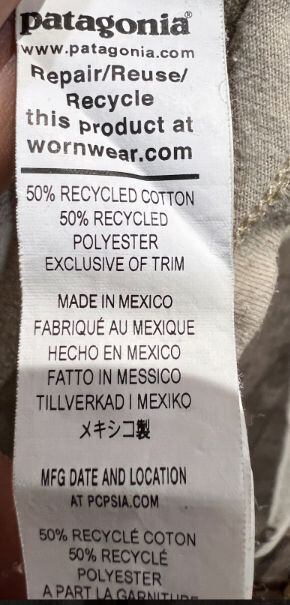 patagonia®
www.patagonia.com
Repair/Reuse/
Recycle
this product at
wornwear.com
50% RECYCLED COTTON
50% RECYCLED
POLYESTER
EXCLUSIVE OF TRIM
MADE IN MEXICO
FABRIQUÉ AU MEXIQUE
HECHO EN MEXICO
FATTO IN MESSICO
TILLVERKAD I MEXIKO
メキシコ製
MFG DATE AND LOCATION
AT PCPSIA.COM
50% RECYCLÉ COTON
50% RECYCLÉ
POLYESTER
A PART LA GARNITURE